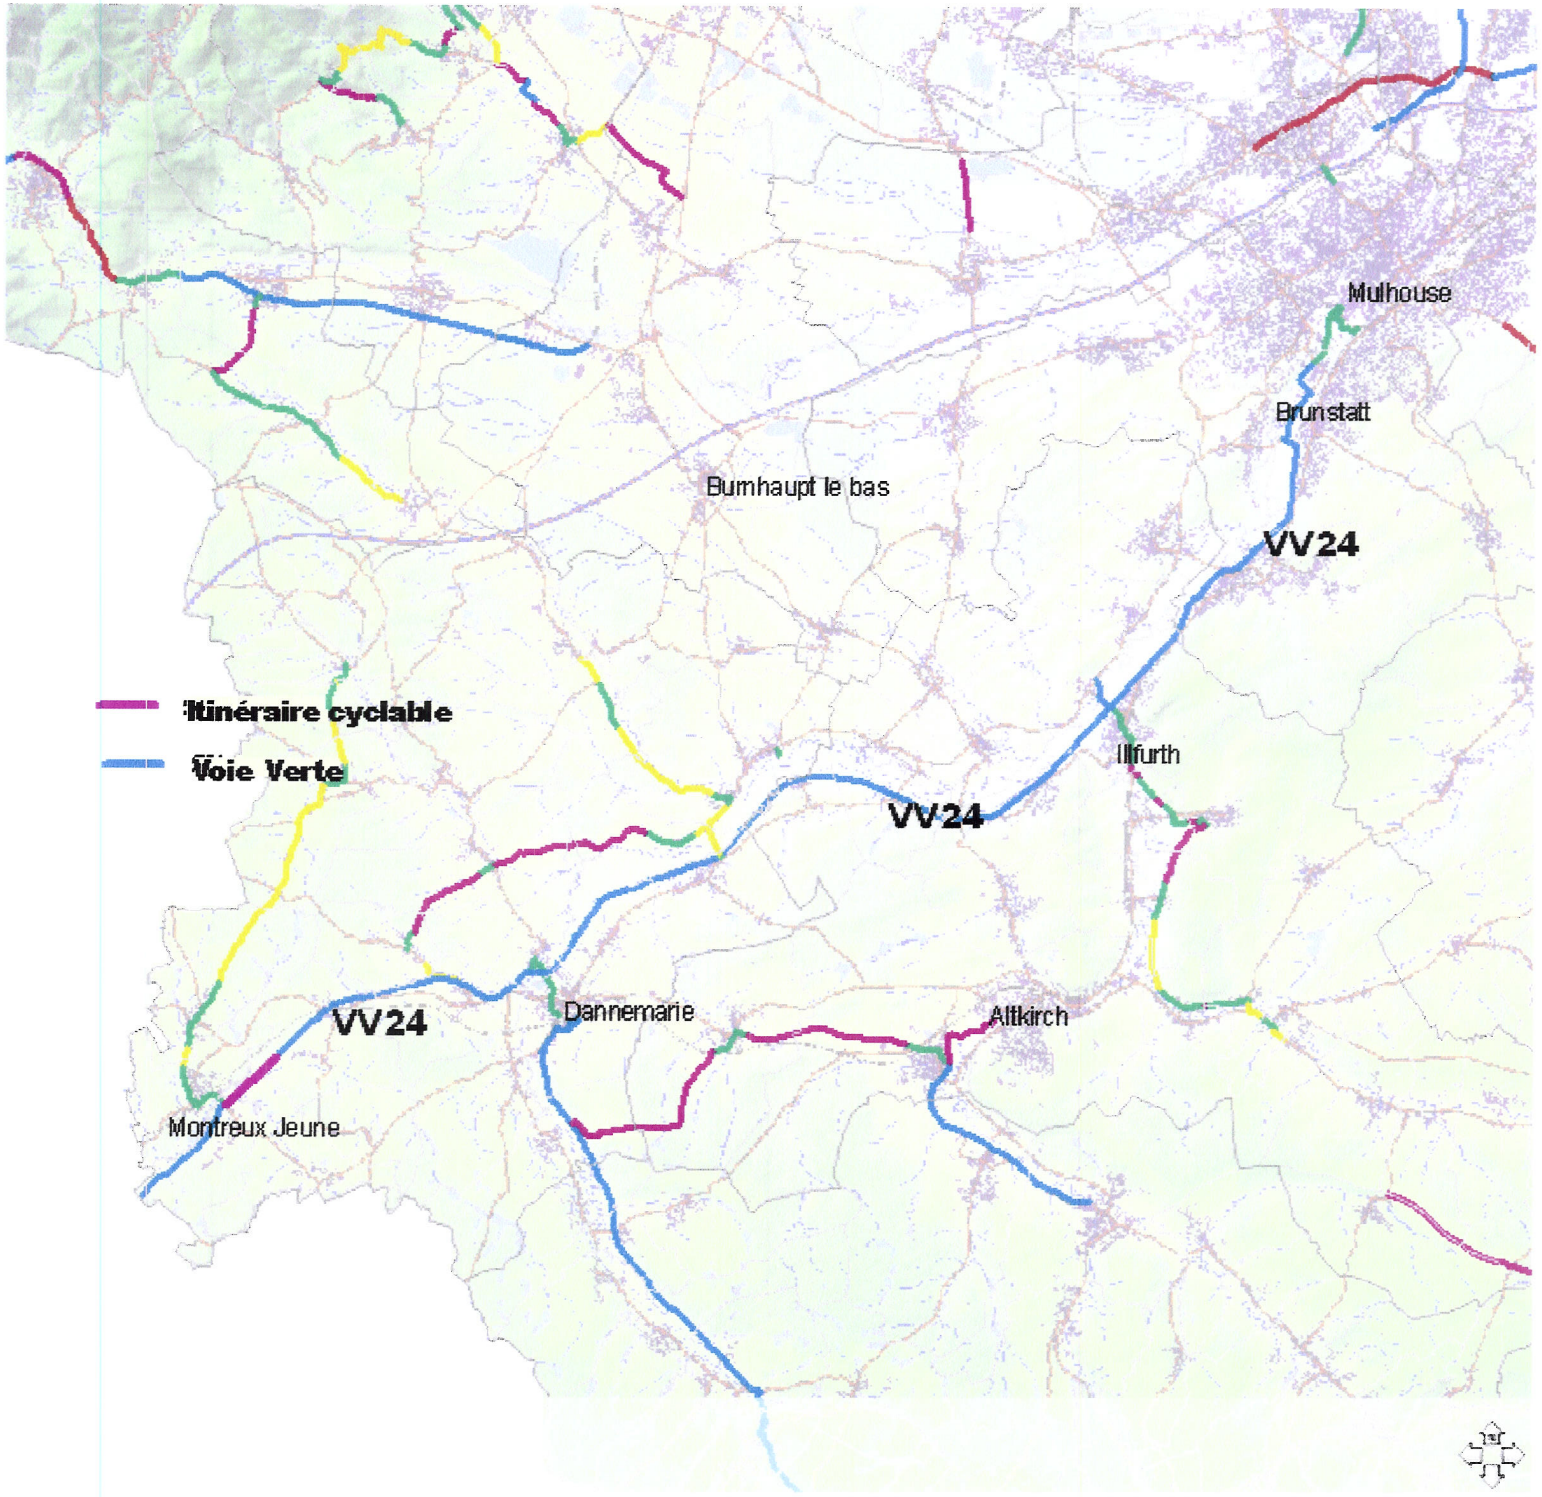 Mulhouse
Brunstatt
Burnhaupt le bas
VV24
Itinéraire cyclable
Voie Verte
Illfurth
VV24
Dannemarie
Altkirch
VV24
Montreux Jeune